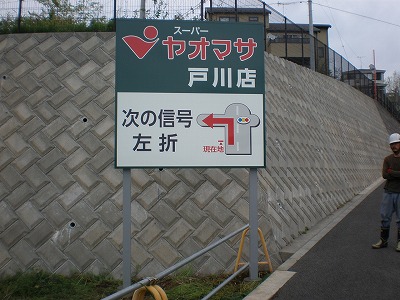 スーパー
ヤオマサ
戸川店
次の信号
左折
現在地